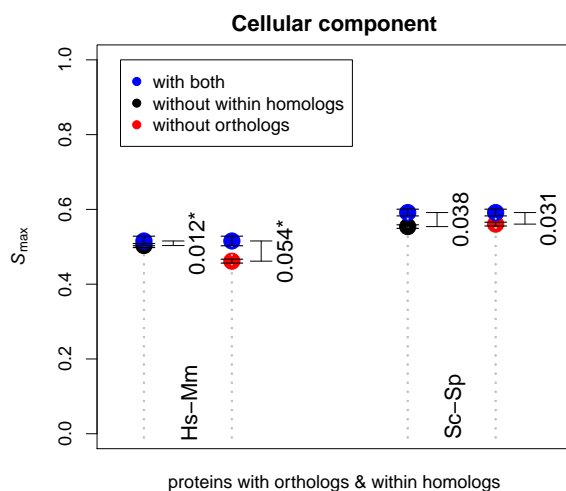 Cellular component
with both
without within homologs
without orthologs
1.0
0.8
0.6
0.4
0.2
0.0
Smax
0.012*
0.054*
0.038
0.031
Hs−Mm
Sc−Sp
proteins with orthologs & within homologs